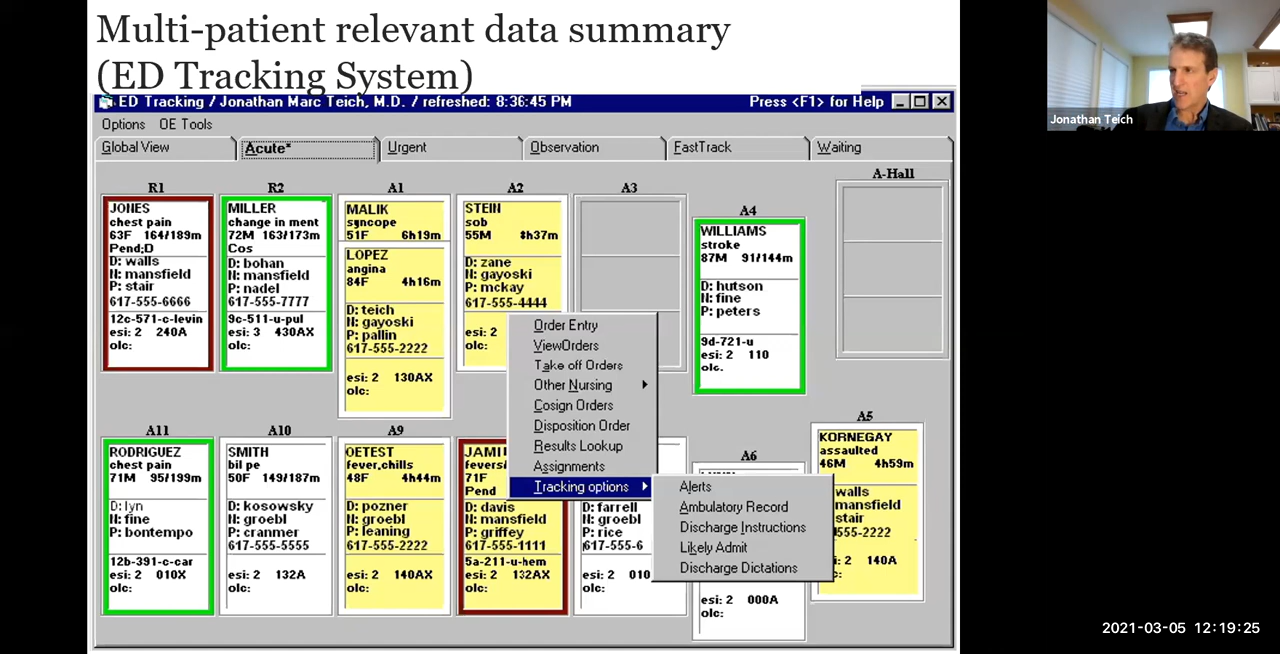 Multi-patient relevant data summary
(ED Tracking System)
ED Tracking / Jonathan Marc Teich, M.D. / refreshed: 8:36:45 PM
Press <F1> for Help
Options OE Tools
Global View Acute* Urgent Observation FastTrack Waiting
R1
JONES
chest pain
63F 164/189m
Pend;D
D: walls
N: mansfield
P: stair
617-555-6666
12c-571-c-levin
esi: 2 240A
olc:
R2
MILLER
change in ment
72M 163/173m
Cos
D: bohan
N: mansfield
P: nadel
617-555-7777
9c-511-u-pul
esi: 3 430AX
olc:
A1
MALIK
syncope
51F 6h19m
LOPEZ
angina
84F 4h16m
D: teich
N: gayoski
P: pallin
617-555-2222
esi: 2 130AX
olc:
A2
STEIN
sob
55M 8h37m
D: zane
N: gayoski
P: mckay
617-555-4444
esi: 2
olc:
A3
A4
WILLIAMS
stroke
87M 91/144m
D: hutson
N: fine
P: peters
9d-721-u
esi: 2 110
olc.
A-Hall
Order Entry
ViewOrders
Take off Orders
Other Nursing
Cosign Orders
Disposition Order
Results Lookup
Assignments
Tracking options
Alerts
Ambulatory Record
Discharge Instructions
Likely Admit
Discharge Dictations
A11
RODRIGUEZ
chest pain
71M 95/199m
D: lyn
N: fine
P: bontempo
12b-391-c-car
esi: 2 010X
olc:
A10
SMITH
bil pe
50F 149/187m
D: kosowsky
N: groebl
P: cranmer
617-555-5555
esi: 2 132A
olc:
A9
OETEST
fever,chills
48F 4h44m
D: pozner
N: groebl
P: leaning
617-555-2222
esi: 2 140AX
olc:
71F
Pend
D: davis
N: mansfield
P: griffey
617-555-1111
5a-211-u-hem
esi: 2 132AX
olc:
D: farrell
N: groebl
P: rice
617-555-6
esi: 2 010
olc:
A6
esi: 2 000A
olc:
A5
KORNEGAY
assaulted
46M 4h59m
walls
stair
555-2222
: 2 140A
Jonathan Teich
2021-03-05 12:19:25